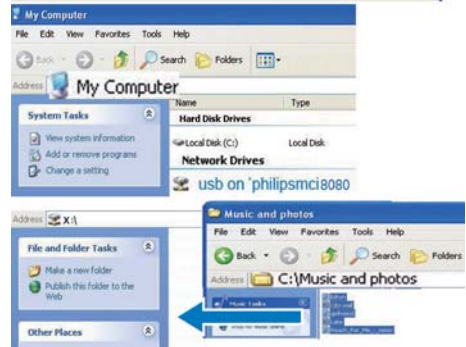 My Computer
File Edit View Favorites Tools Help
Back Search Folders
Address My Computer
Name Type
System Tasks
Hard Disk Drives
View system information
Add or remove programs
Change a setting
Local Disk (C:) Local Disk
Network Drives
usb on 'philipsmci8080
Address X:\
File and Folder Tasks
Make a new folder
Publish this folder to the
Web
Other Places
Music and photos
File Edit View Favorites Tools Help
Back Search Folders
Address C:\Music and photos
Music Tasks